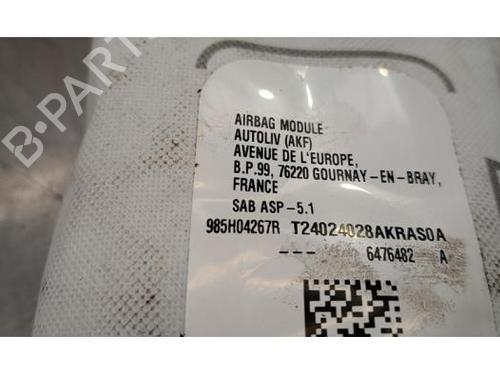 AIRBAG MODULE
AUTOLIV (AKF)
AVENUE DE L'EUROPE,
B.P.99, 76220 GOURNAY-EN-BRAY,
FRANCE
SAB ASP-5.1
985H04267R T24024028AKRAS0A
--- 6476482 A